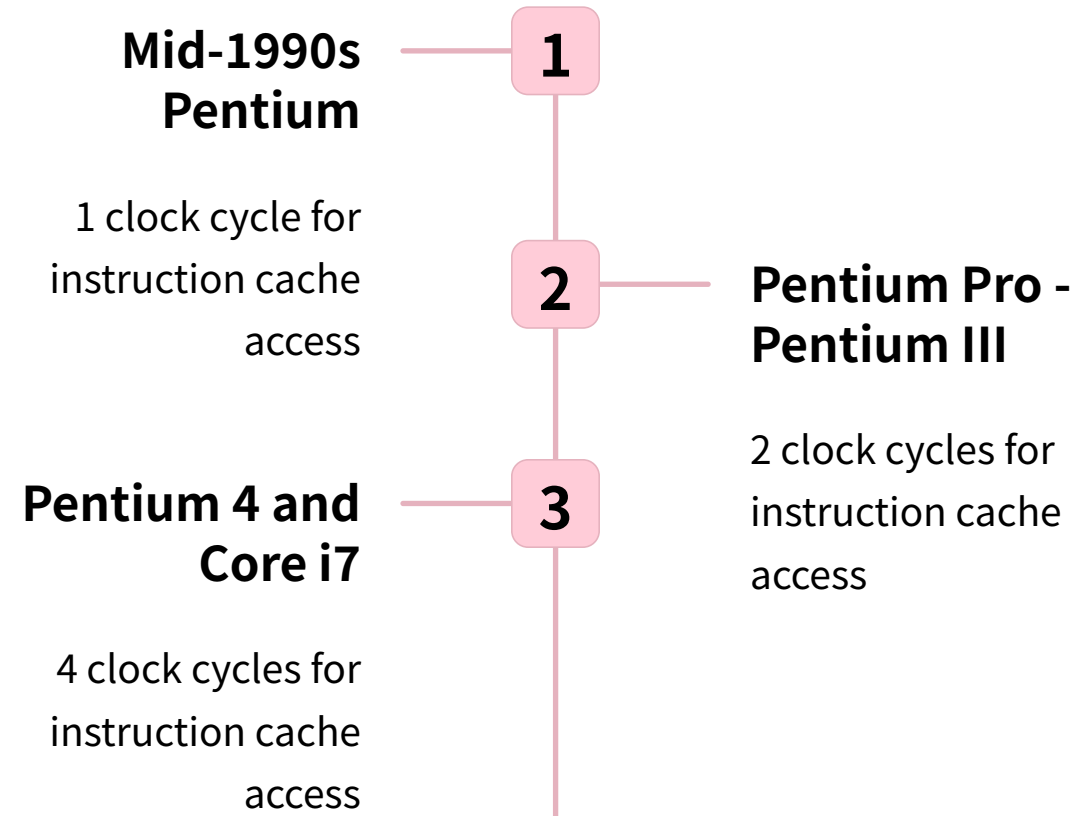 1
Mid-1990s
Pentium
1 clock cycle for
instruction cache
access
2
Pentium Pro -
Pentium III
2 clock cycles for
instruction cache
access
3
Pentium 4 and
Core i7
4 clock cycles for
instruction cache
access